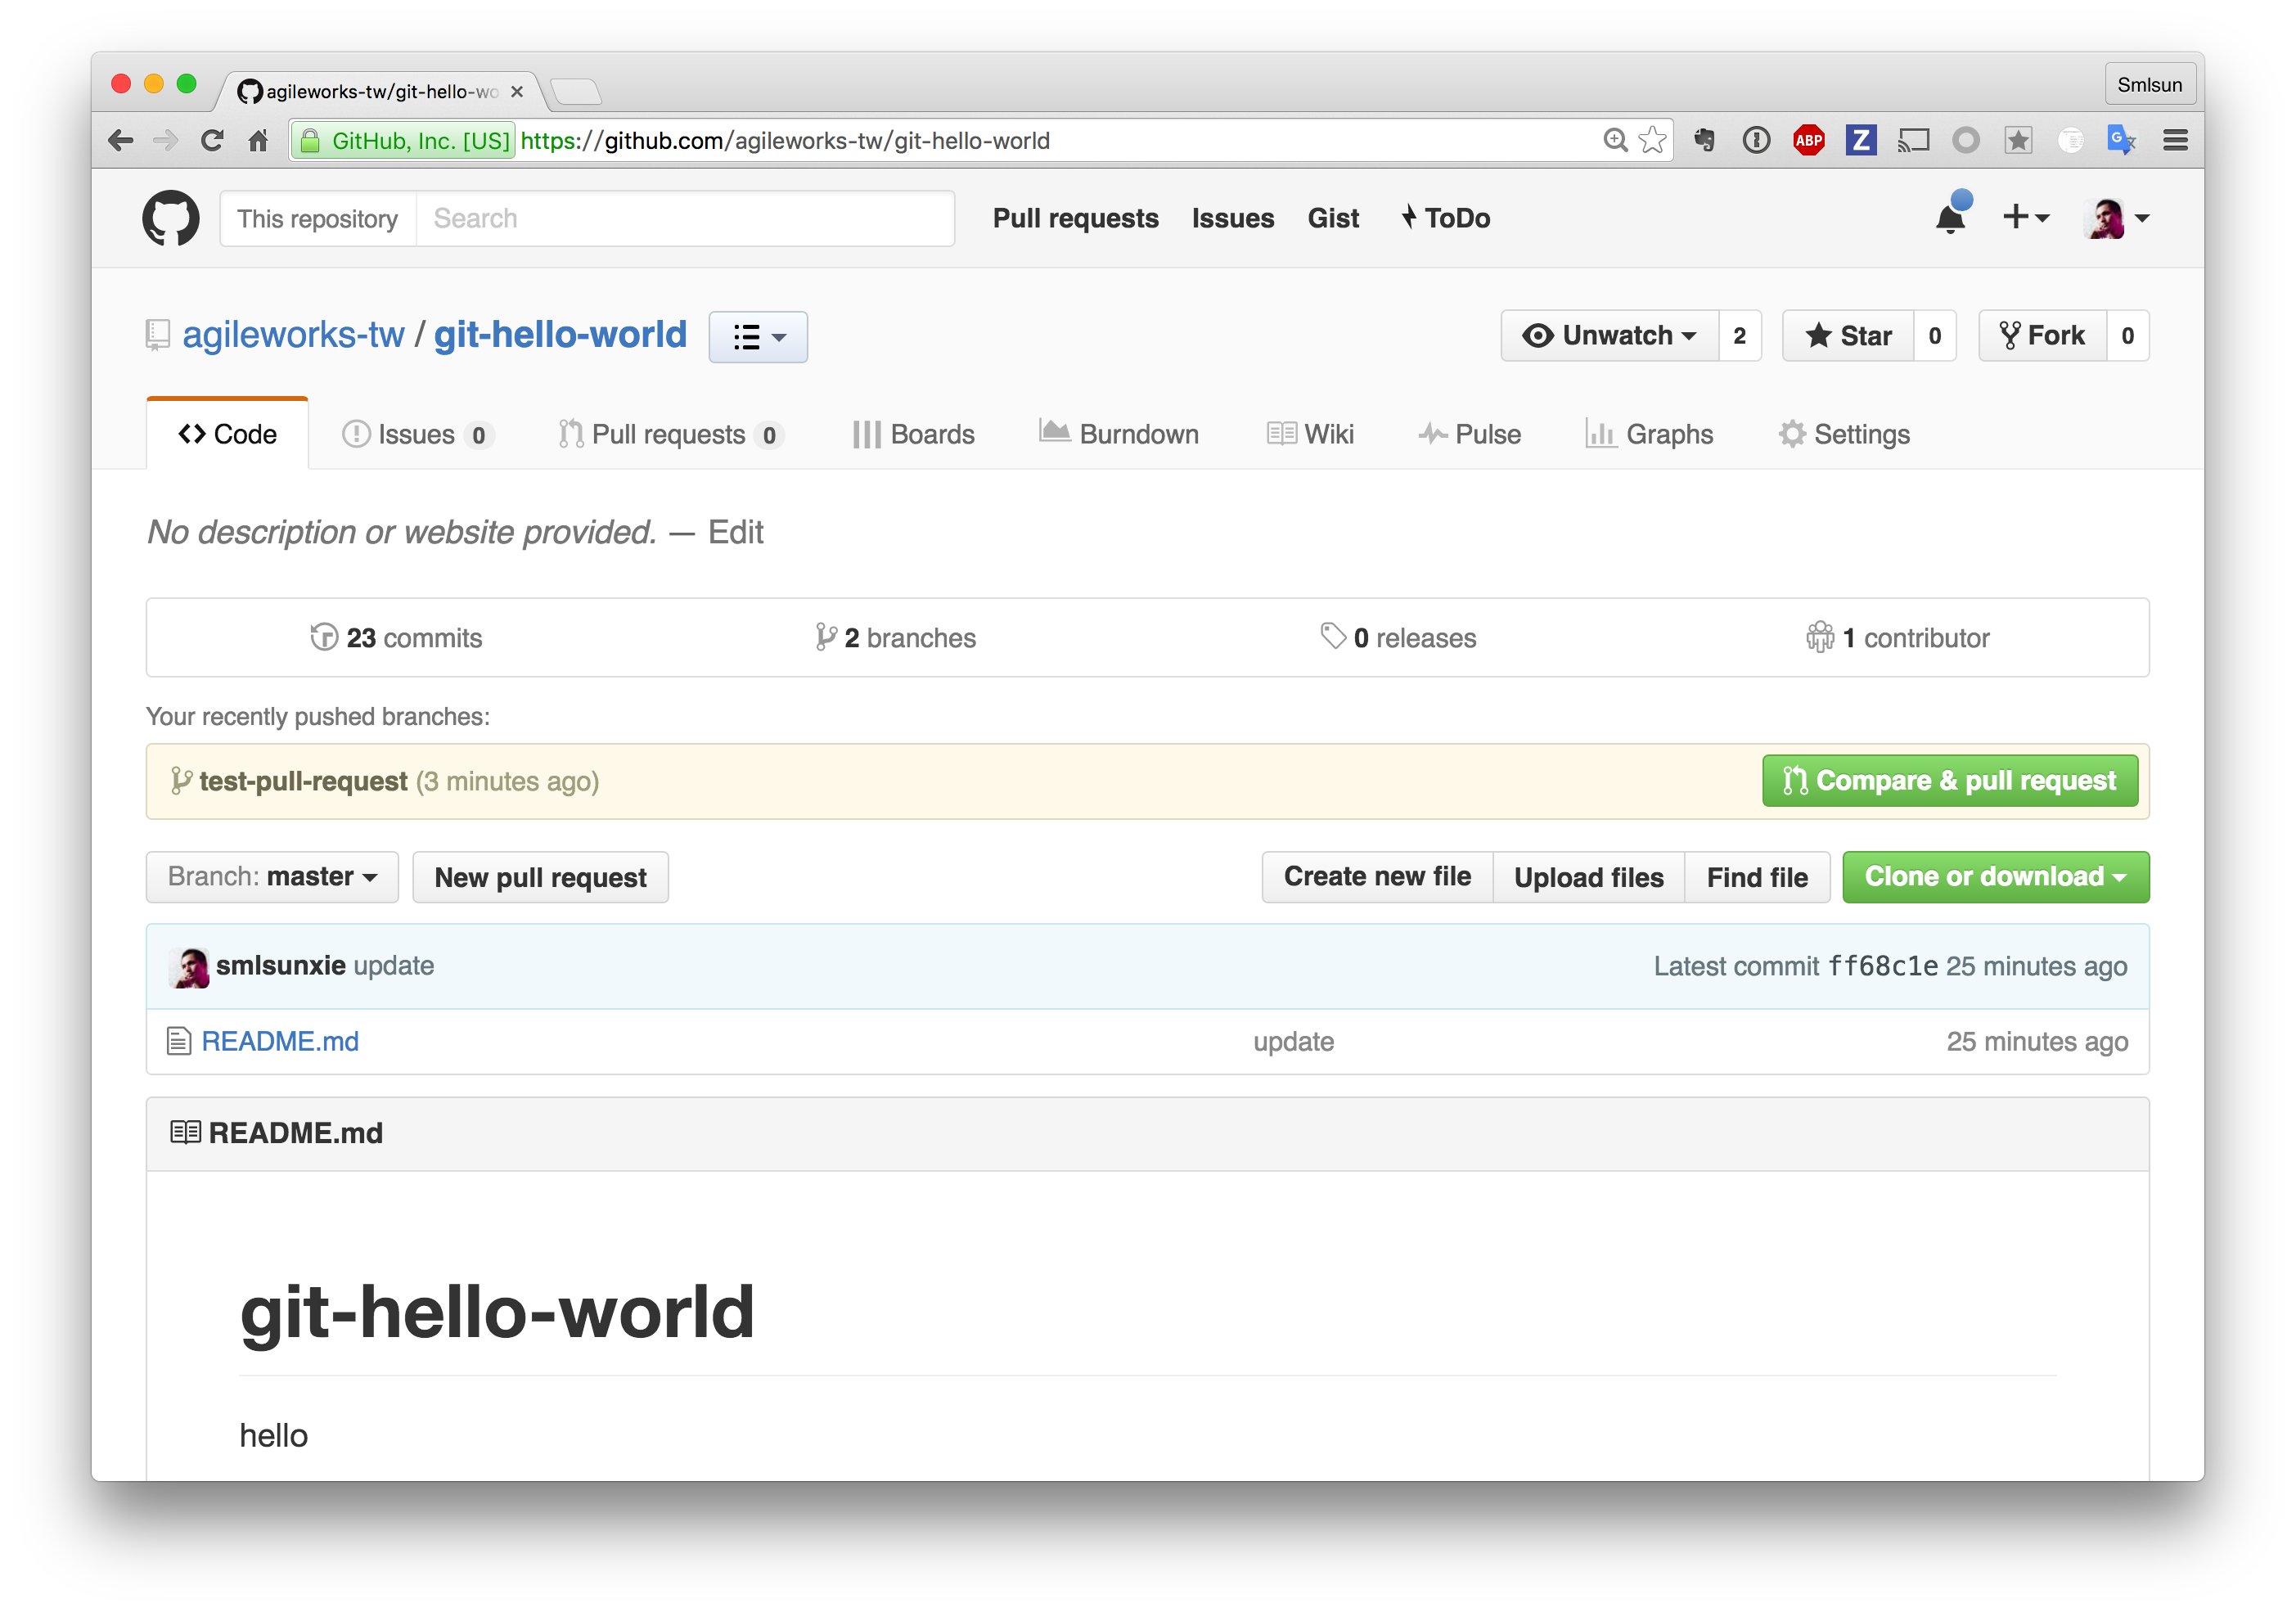 agileworks-tw/git-hello-wo
Smlsun
GitHub, Inc. [US] https://github.com/agileworks-tw/git-hello-world
ABP
Z
This repository Search Pull requests Issues Gist ToDo
agileworks-tw / git-hello-world
Unwatch 2 Star 0 Fork 0
Code Issues 0 Pull requests 0 Boards Burndown Wiki Pulse Graphs Settings
No description or website provided. — Edit
23 commits 2 branches 0 releases 1 contributor
Your recently pushed branches:
test-pull-request (3 minutes ago) Compare & pull request
Branch: master New pull request Create new file Upload files Find file Clone or download
smlsunxie update Latest commit ff68c1e 25 minutes ago
README.md update 25 minutes ago
README.md
git-hello-world
hello